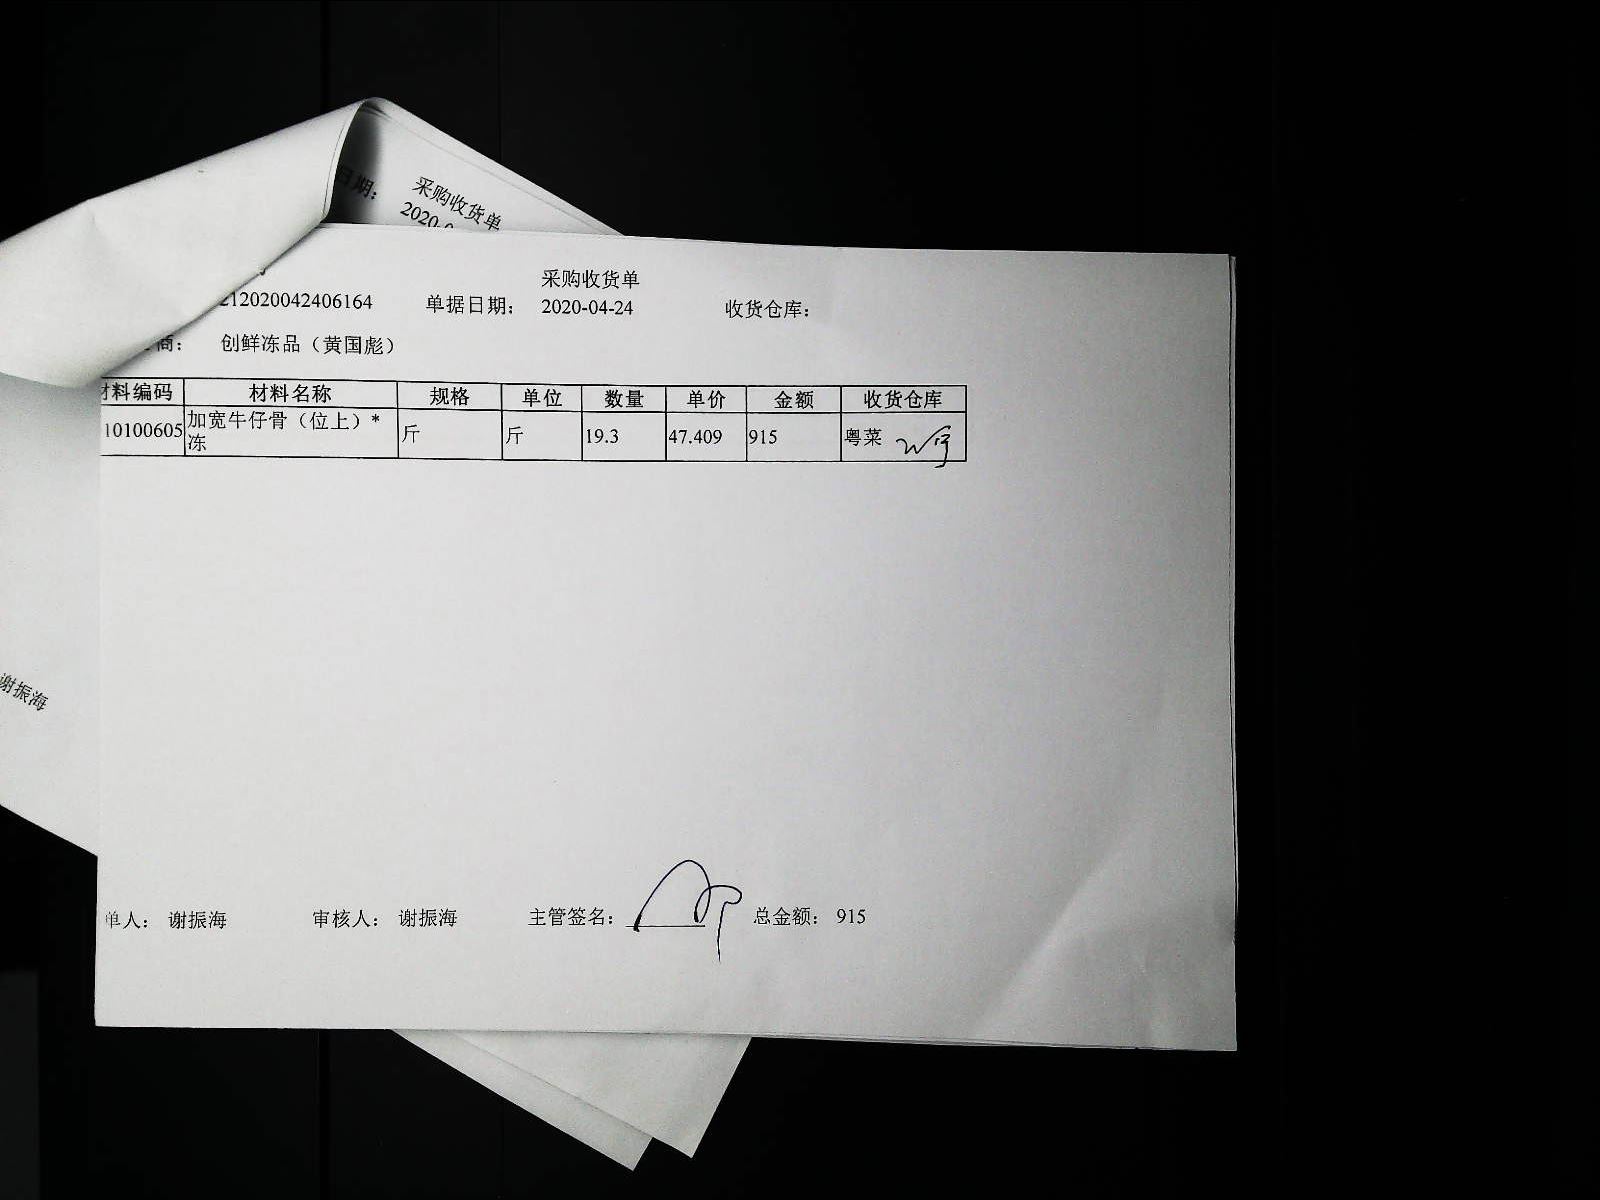 日期：
采购收货单
2020-0
采购收货单
212020042406164 单据日期： 2020-04-24 收货仓库：
商： 创鲜冻品（黄国彪）
材料编码 材料名称 规格 单位 数量 单价 金额 收货仓库
10100605 加宽牛仔骨（位上）*冻 斤 斤 19.3 47.409 915 粤菜
谢振海
单人： 谢振海 审核人： 谢振海 主管签名： 总金额： 915